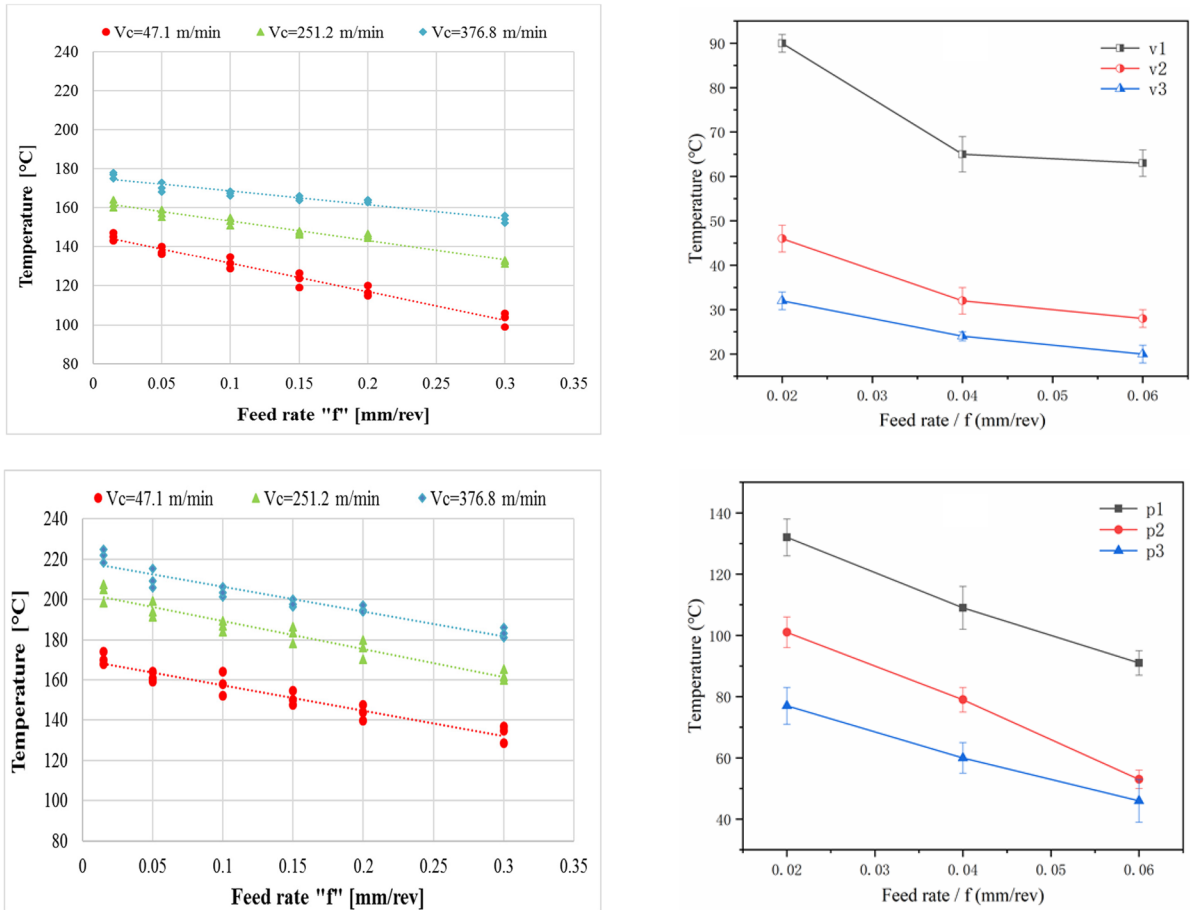 Vc=47.1 m/min Vc=251.2 m/min Vc=376.8 m/min
240
220
200
180
160
140
120
100
80
0 0.05 0.1 0.15 0.2 0.25 0.3 0.35
Temperature [°C]
Feed rate "f" [mm/rev]
v1
v2
v3
90
80
70
60
50
40
30
20
0.02 0.03 0.04 0.05 0.06
Temperature (℃)
Feed rate / f (mm/rev)
Vc=47.1 m/min Vc=251.2 m/min Vc=376.8 m/min
240
220
200
180
160
140
120
100
80
0 0.05 0.1 0.15 0.2 0.25 0.3 0.35
Temperature [°C]
Feed rate "f" [mm/rev]
p1
p2
p3
140
120
100
80
60
40
0.02 0.03 0.04 0.05 0.06
Temperature (℃)
Feed rate / f (mm/rev)